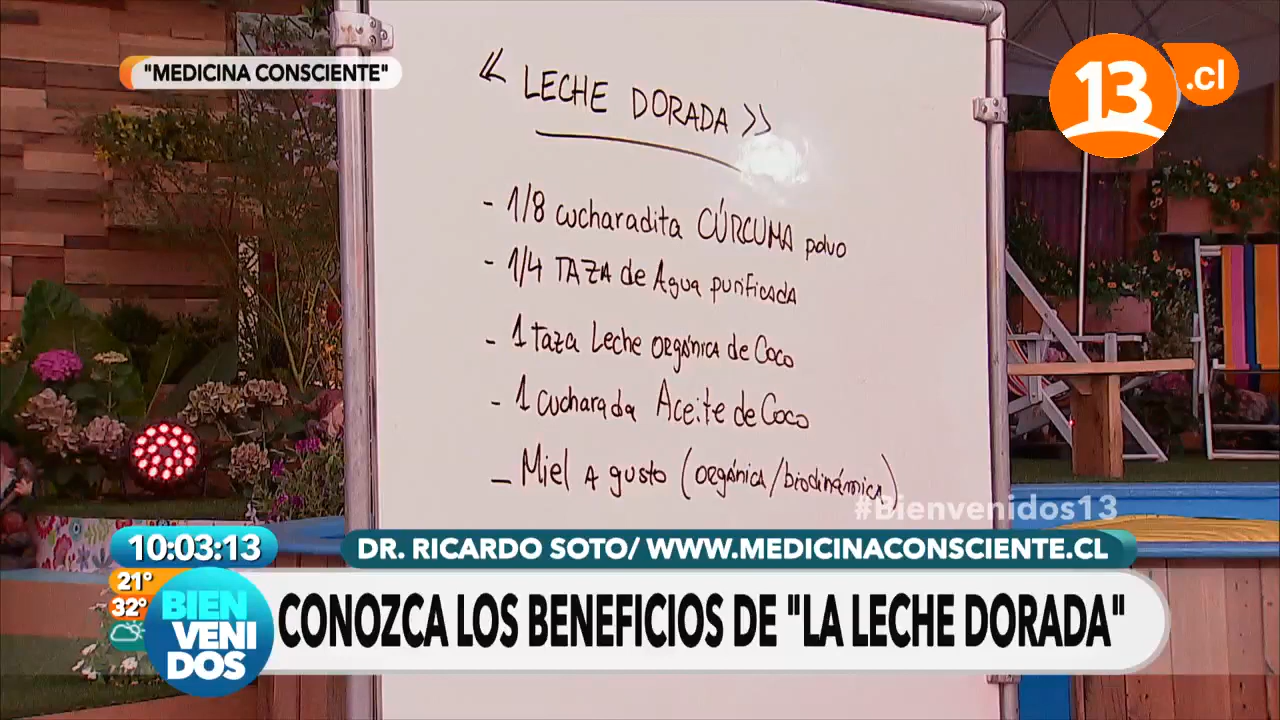 "MEDICINA CONSCIENTE"
13
.cl
« LECHE DORADA »
- 1/8 cucharadita CÚRCUMA polvo
- 1/4 TAZA de Agua purificada
- 1 taza Leche orgánica de Coco
- 1 cucharada Aceite de Coco
- Miel A gusto (orgánica/biodinámica)
#Bienvenidos13
10:03:13
DR. RICARDO SOTO/ WWW.MEDICINACONSCIENTE.CL
21°
32°
BIEN
VENI
DOS
CONOZCA LOS BENEFICIOS DE "LA LECHE DORADA"